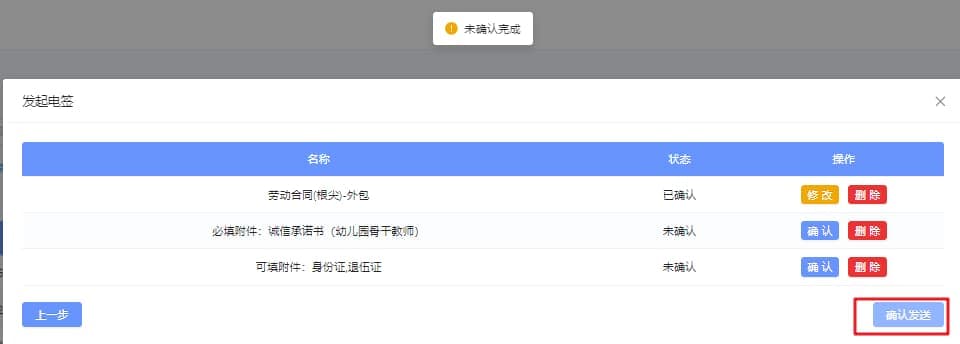 未确认完成
发起电签
名称 状态 操作
劳动合同(根尖)-外包 已确认 修 改 删 除
必填附件：诚信承诺书（幼儿园骨干教师） 未确认 确 认 删 除
可填附件：身份证,退伍证 未确认 确 认 删 除
上一步 确认发送